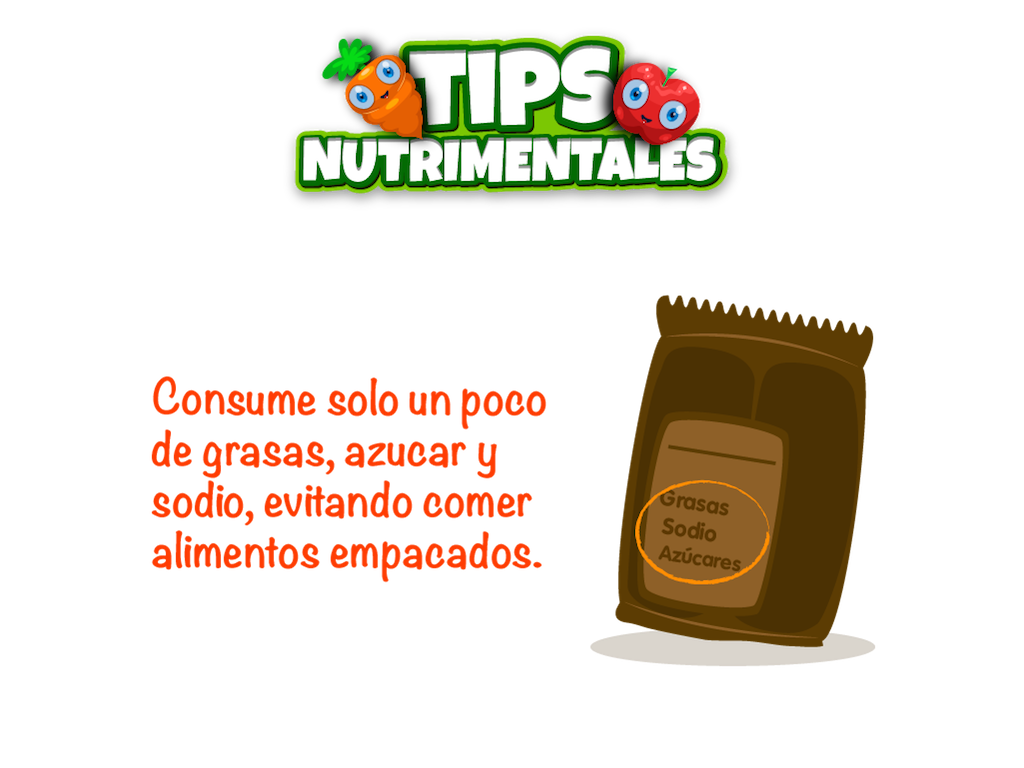 TIPS
NUTRIMENTALES
Consume solo un poco
de grasas, azucar y
sodio, evitando comer
alimentos empacados.
Grasas
Sodio
Azúcares